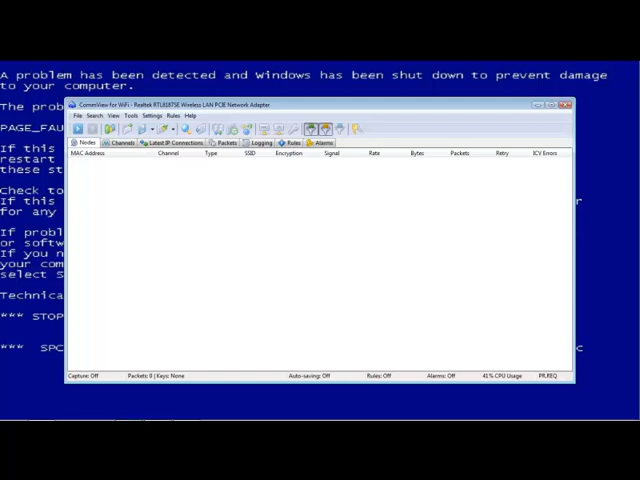 A problem has been detected and Windows has been shut down to prevent damage
to your computer.
The prob
CommView for WiFi - Realtek RTL8187SE Wireless LAN PCIE Network Adapter
File Search View Tools Settings Rules Help
PAGE_FAU
Nodes Channels Latest IP Connections Packets Logging Rules Alarms
MAC Address Channel Type SSID Encryption Signal Rate Bytes Packets Retry ICV Errors
If this
restart
these st
Check to
If this
for any
If probl
or softw
If you n
your com
select S
Technica
*** STOP
*** SPC
Capture: Off Packets: 0 | Keys: None Auto-saving: Off Rules: Off Alarms: Off 41% CPU Usage PR.REQ